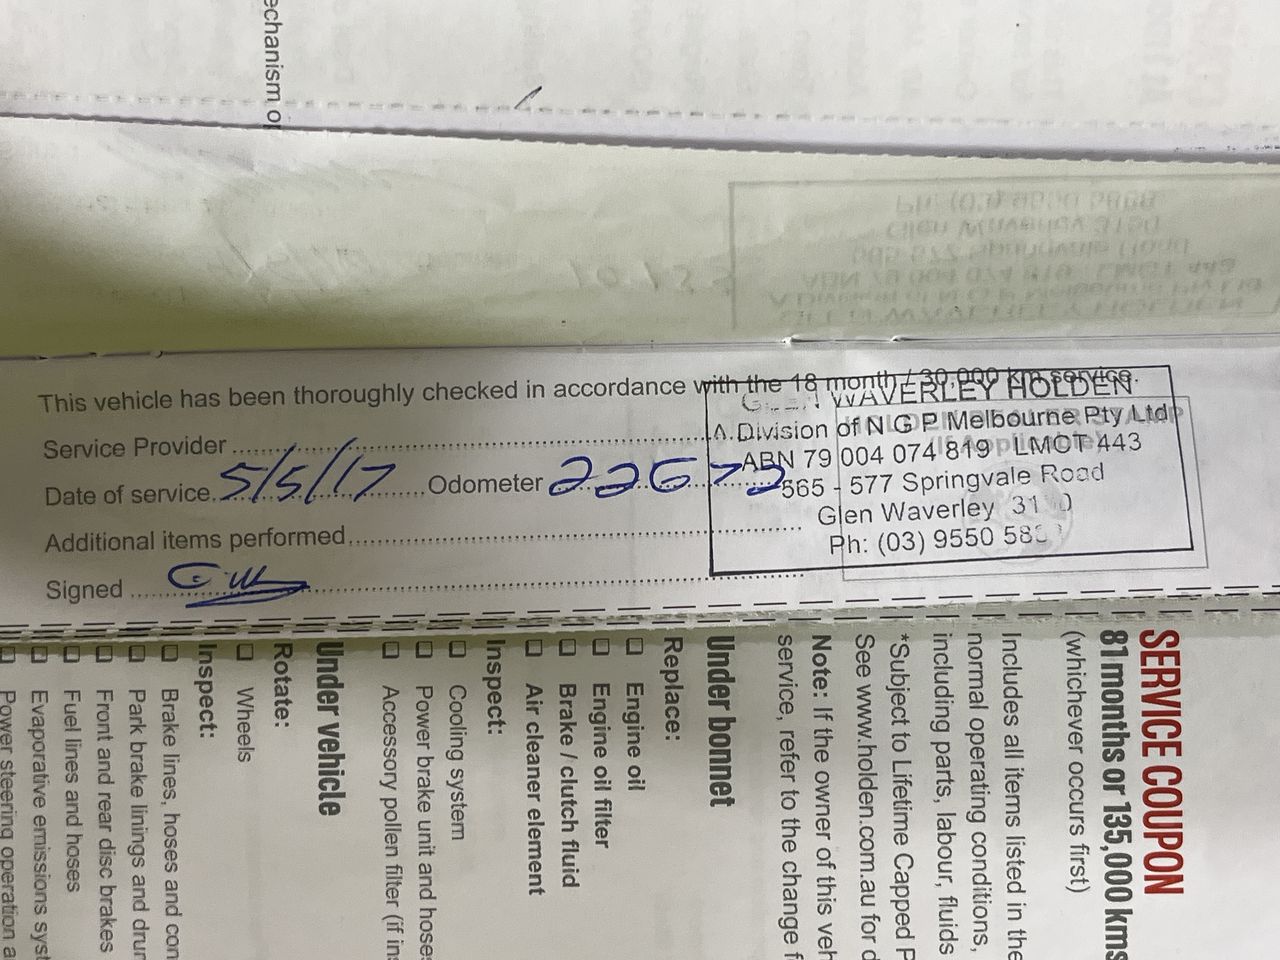 echanism o
This vehicle has been thoroughly checked in accordance with the 18 month / 30,000 km service.
Service Provider
Date of service 5/5/17 Odometer 22672
Additional items performed
Signed
WAVERLEY HOLDEN
A Division of N G P Melbourne Pty Ltd
ABN 79 004 074 819 LMCT 443
565 - 577 Springvale Road
Glen Waverley
Ph: (03) 9550
SERVICE COUPON
81 months or 135,000 kms
(whichever occurs first)
Includes all items listed in the
normal operating conditions,
including parts, labour, fluids
*Subject to Lifetime Capped P
See www.holden.com.au for d
Note: If the owner of this veh
service, refer to the change f
Under bonnet
Replace:
Engine oil
Engine oil filter
Brake / clutch fluid
Air cleaner element
Inspect:
Cooling system
Power brake unit and hoses
Accessory pollen filter (if in
Under vehicle
Rotate:
Wheels
Inspect:
Brake lines, hoses and con
Park brake linings and drur
Front and rear disc brakes
Fuel lines and hoses
Evaporative emissions syst
Power steering operation a